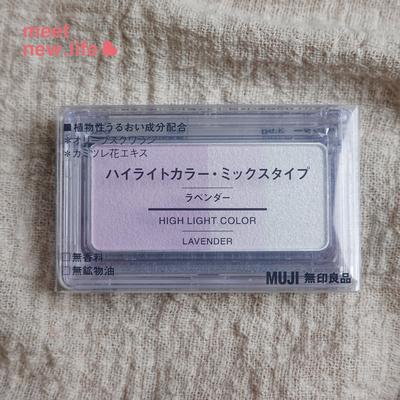 meet
new.life
■植物性うるおい成分配合
＊オリーブスクワラン
＊カミツレ花エキス
ハイライトカラー・ミックスタイプ
ラベンダー
HIGH LIGHT COLOR
LAVENDER
□無香料
□無鉱物油
MUJI 無印良品